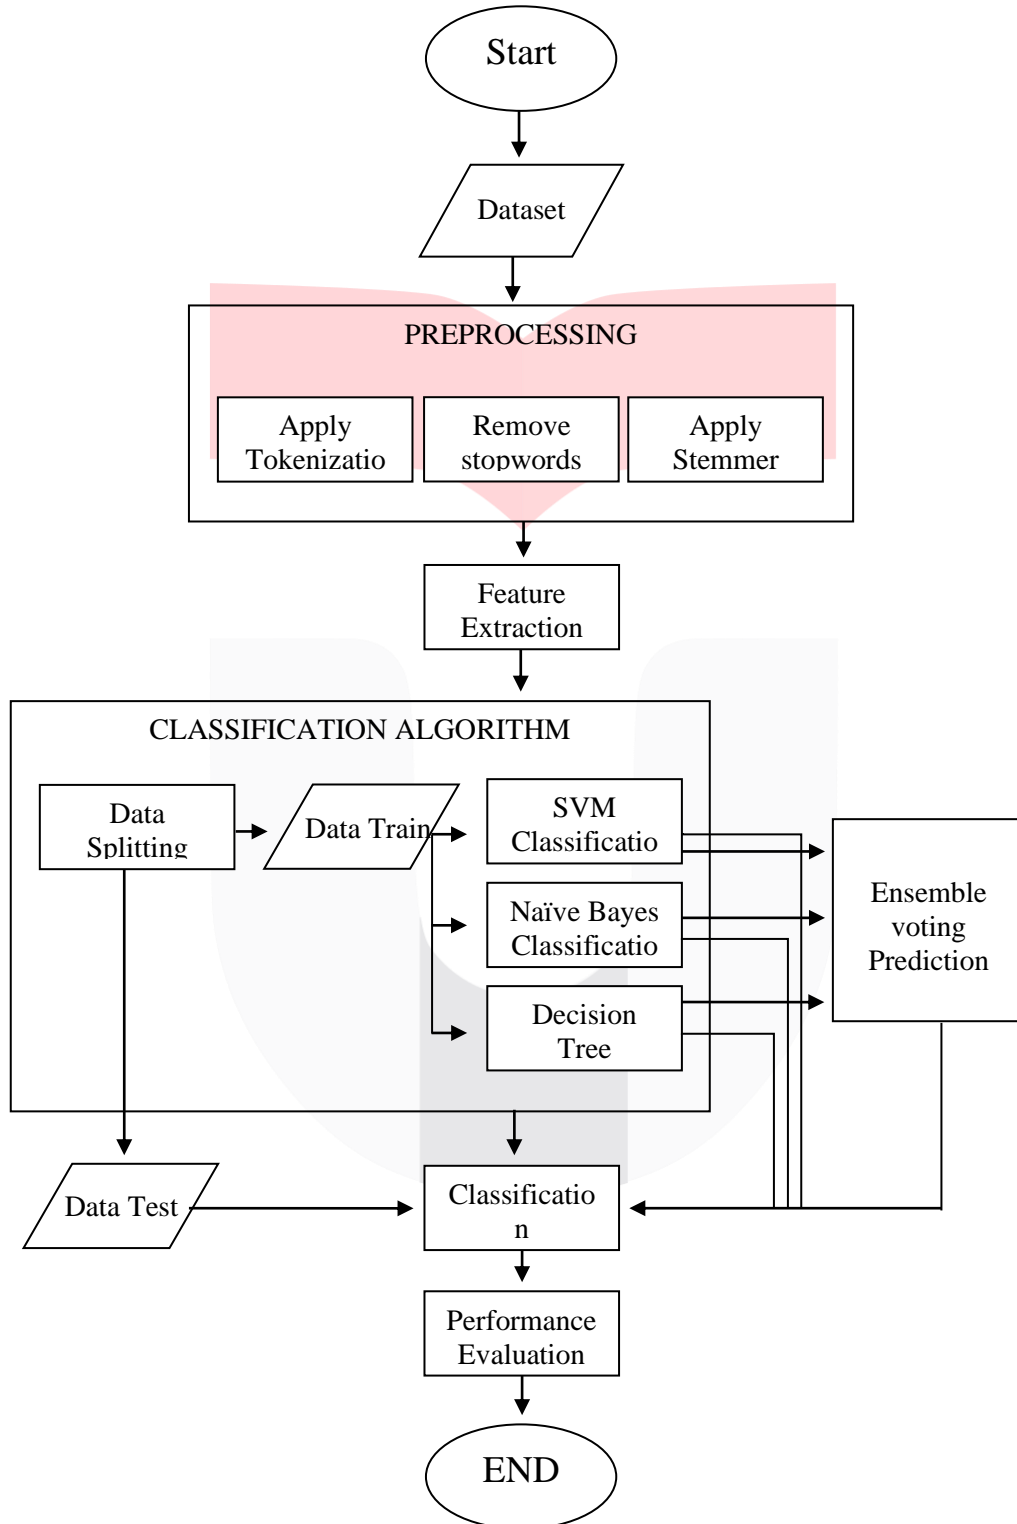 Start
Dataset
PREPROCESSING
Apply
Tokenizatio
Remove
stopwords
Apply
Stemmer
Feature
Extraction
CLASSIFICATION ALGORITHM
Data
Splitting
Data Train
SVM
Classificatio
Naïve Bayes
Classificatio
Decision
Tree
Ensemble
voting
Prediction
Data Test
Classificatio
n
Performance
Evaluation
END